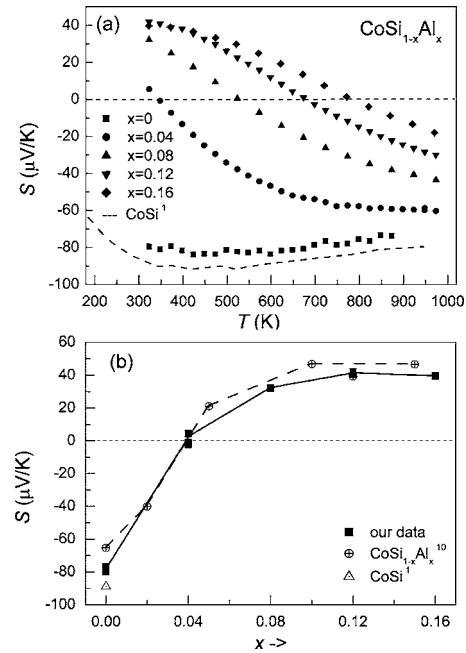 (a)
CoSi1-xAlx
S (μV/K)
40
20
0
-20
-40
-60
-80
-100
x=0
x=0.04
x=0.08
x=0.12
x=0.16
CoSi1
200 300 400 500 600 700 800 900 1000
T (K)
(b)
S (μV/K)
60
40
20
0
-20
-40
-60
-80
-100
our data
CoSi1-xAlx10
CoSi1
0.00 0.04 0.08 0.12 0.16
x ->